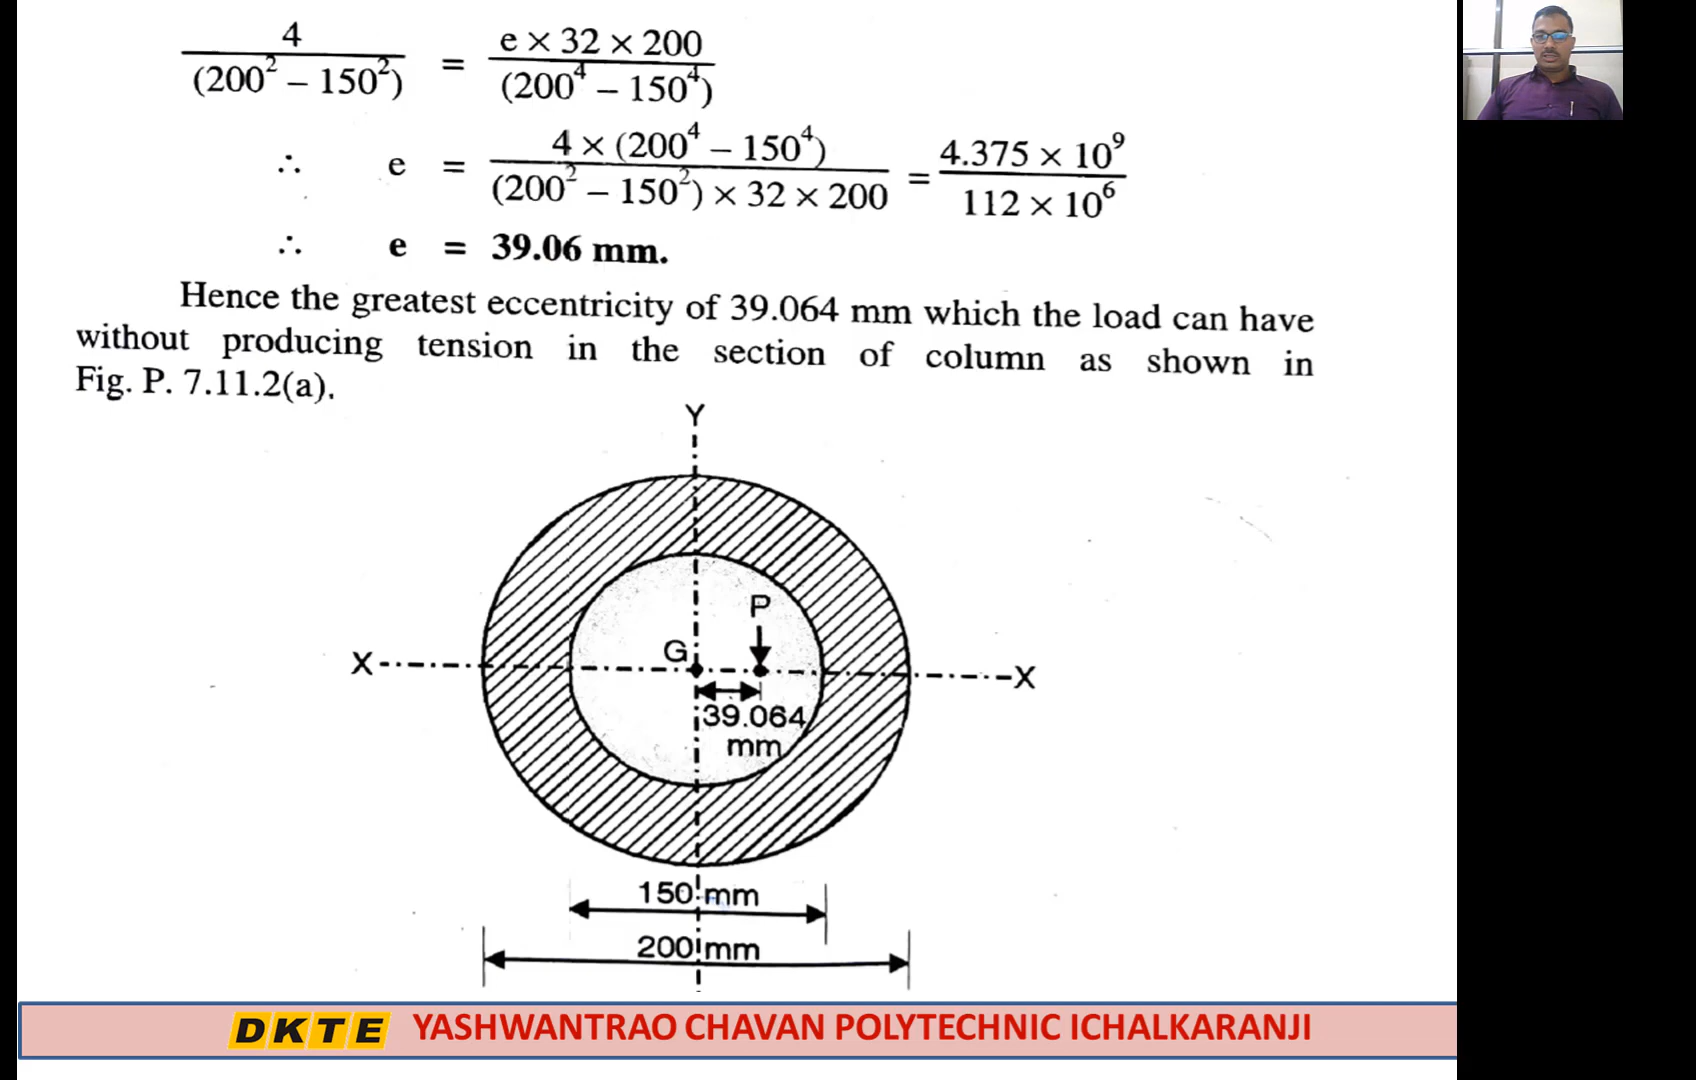 4 / (200² – 150²) = e × 32 × 200 / (200⁴ – 150⁴)
∴ e = 4 × (200⁴ – 150⁴) / (200² – 150²) × 32 × 200 = 4.375 × 10⁹ / 112 × 10⁶
∴ e = 39.06 mm.
Hence the greatest eccentricity of 39.064 mm which the load can have
without producing tension in the section of column as shown in
Fig. P. 7.11.2(a).
Y
P
G
X X
39.064
mm
150 mm
200 mm
DKTE YASHWANTRAO CHAVAN POLYTECHNIC ICHALKARANJI